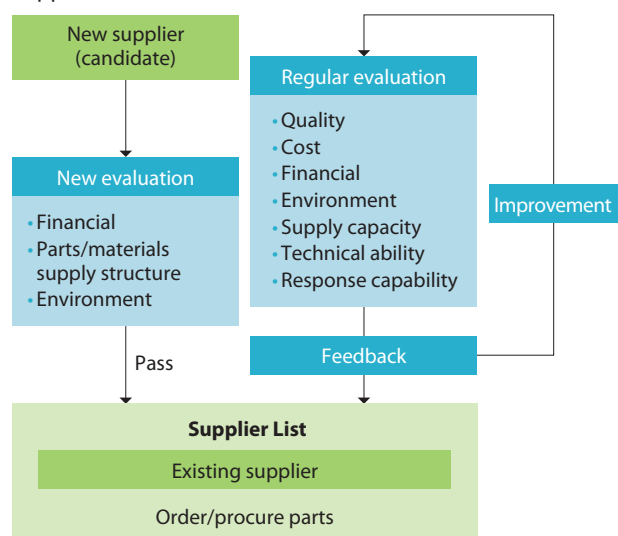 New supplier
(candidate)
New evaluation
•Financial
•Parts/materials
supply structure
•Environment
Pass
Regular evaluation
•Quality
•Cost
•Financial
•Environment
•Supply capacity
•Technical ability
•Response capability
Improvement
Feedback
Supplier List
Existing supplier
Order/procure parts